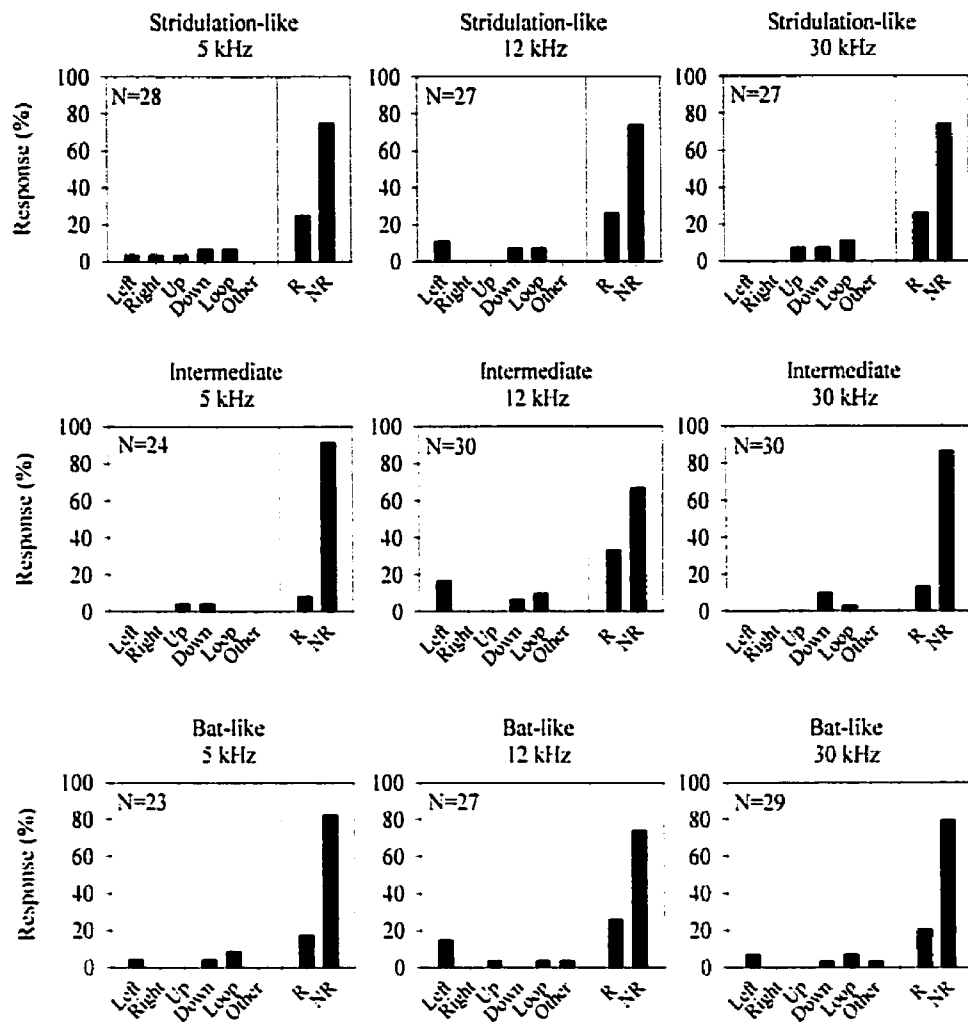 Stridulation-like
5 kHz
Stridulation-like
12 kHz
Stridulation-like
30 kHz
Response (%)
100
80
60
40
20
0
N=28
Left
Right
Up
Down
Loop
Other
R
NR
100
80
60
40
20
0
N=27
Left
Right
Up
Down
Loop
Other
R
NR
100
80
60
40
20
0
N=27
Left
Right
Up
Down
Loop
Other
R
NR
Intermediate
5 kHz
Intermediate
12 kHz
Intermediate
30 kHz
Response (%)
100
80
60
40
20
0
N=24
Left
Right
Up
Down
Loop
Other
R
NR
100
80
60
40
20
0
N=30
Left
Right
Up
Down
Loop
Other
R
NR
100
80
60
40
20
0
N=30
Left
Right
Up
Down
Loop
Other
R
NR
Bat-like
5 kHz
Bat-like
12 kHz
Bat-like
30 kHz
Response (%)
100
80
60
40
20
0
N=23
Left
Right
Up
Down
Loop
Other
R
NR
100
80
60
40
20
0
N=27
Left
Right
Up
Down
Loop
Other
R
NR
100
80
60
40
20
0
N=29
Left
Right
Up
Down
Loop
Other
R
NR